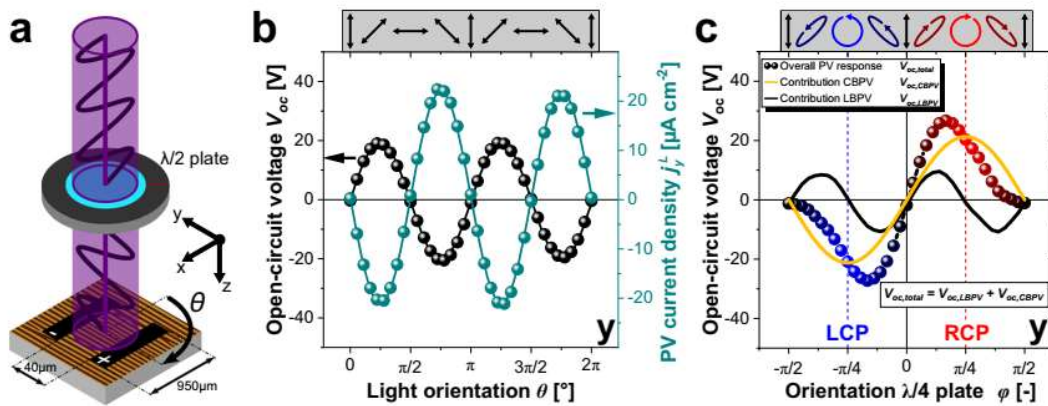 a
λ/2 plate
y
x
z
θ
-
+
40µm
950µm
b
Open-circuit voltage Voc [V]
40
20
0
-20
-40
0
π/2
π
3π/2
2π
Light orientation θ [°]
20
10
0
-10
-20
PV current density jyL [µA cm-2]
y
c
Overall PV response Voc,total
Contribution CBPV Voc,CBPV
Contribution LBPV Voc,LBPV
Open-circuit voltage Voc [V]
40
20
0
-20
-40
Voc,total = Voc,LBPV + Voc,CBPV
LCP
RCP
y
-π/2
-π/4
0
π/4
π/2
Orientation λ/4 plate φ [-]